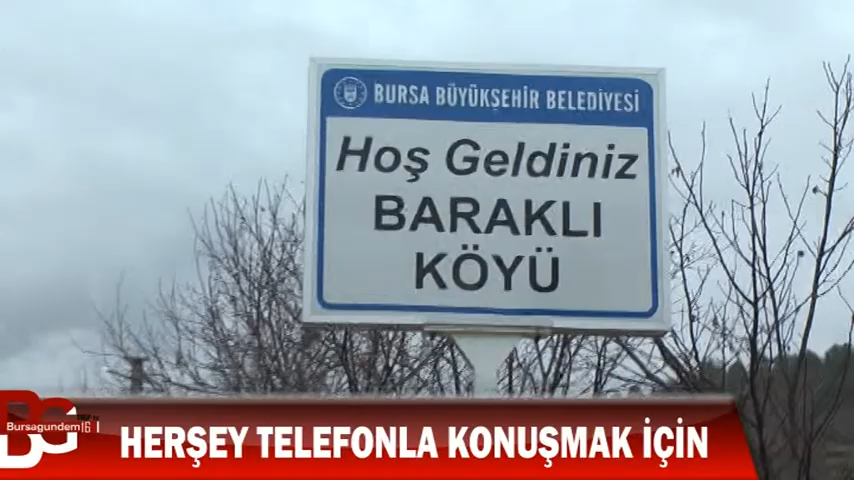 BURSA BÜYÜKŞEHİR BELEDİYESİ
Hoş Geldiniz
BARAKLI
KÖYÜ
BG
Bursagundem16
HERŞEY TELEFONLA KONUŞMAK İÇİN